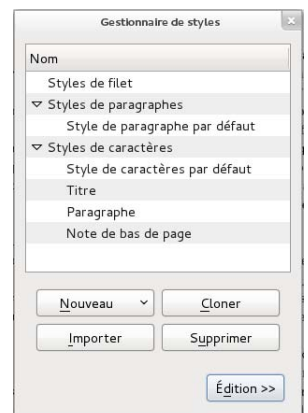 Gestionnaire de styles
Nom
Styles de filet
Styles de paragraphes
Style de paragraphe par défaut
Styles de caractères
Style de caractères par défaut
Titre
Paragraphe
Note de bas de page
Nouveau Cloner
Importer Supprimer
Édition >>